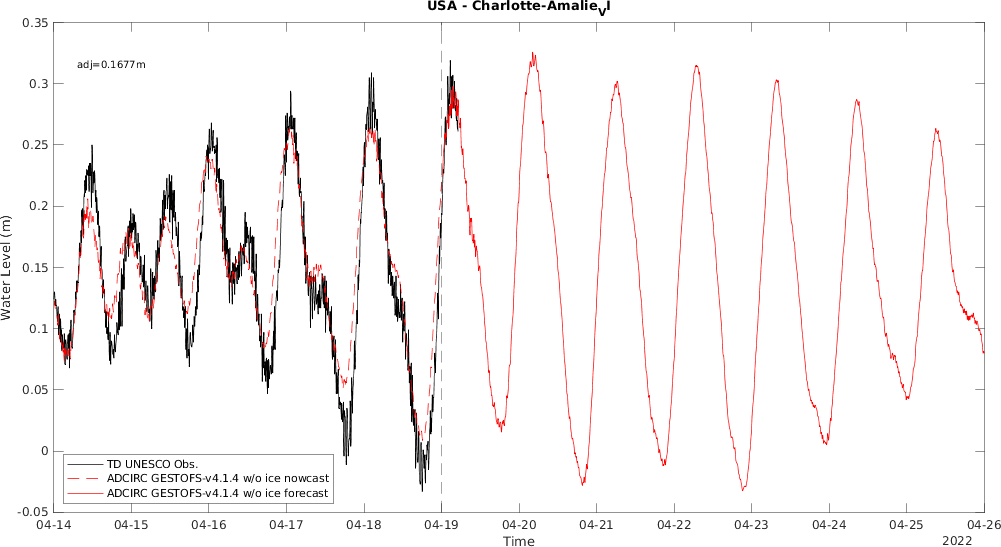 USA - Charlotte-AmalieVI
adj=0.1677m
Water Level (m)
0.35
0.3
0.25
0.2
0.15
0.1
0.05
0
-0.05
TD UNESCO Obs.
ADCIRC GESTOFS-v4.1.4 w/o ice nowcast
ADCIRC GESTOFS-v4.1.4 w/o ice forecast
04-14 04-15 04-16 04-17 04-18 04-19 04-20 04-21 04-22 04-23 04-24 04-25 04-26
Time
2022